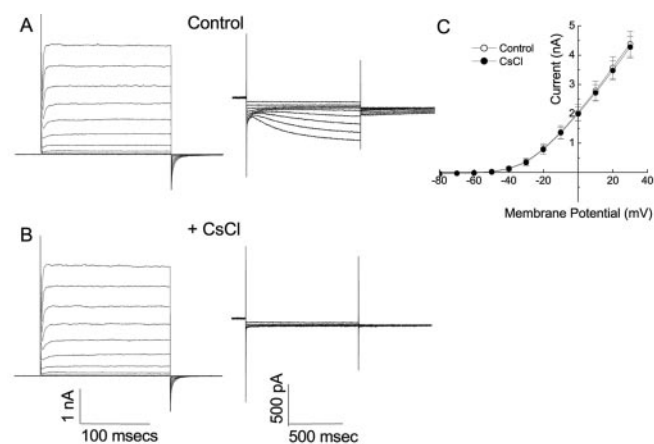 A
Control
B
+ CsCl
1 nA
100 msecs
500 pA
500 msec
C
Control
CsCl
Current (nA)
5
4
3
2
1
-80 -60 -40 -20 0 20 40
Membrane Potential (mV)